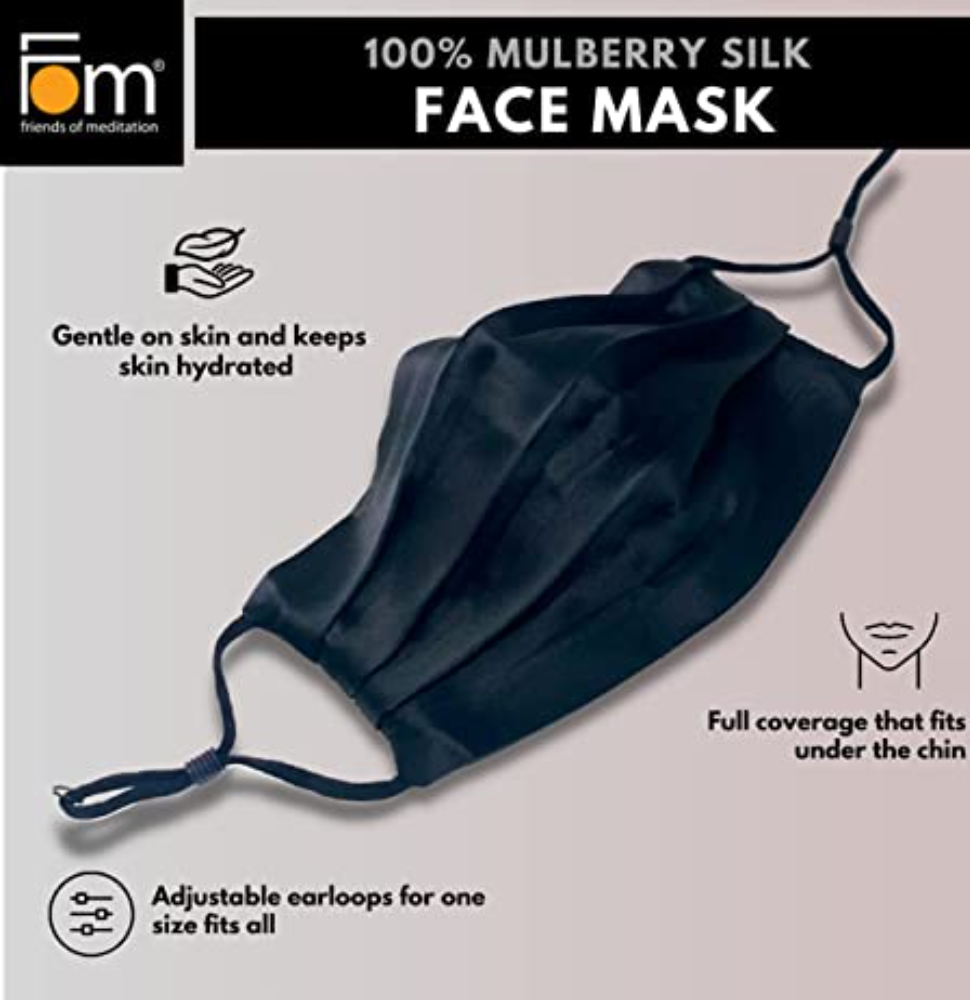 Fom®
friends of meditation
100% MULBERRY SILK
FACE MASK
Gentle on skin and keeps
skin hydrated
Full coverage that fits
under the chin
Adjustable earloops for one
size fits all